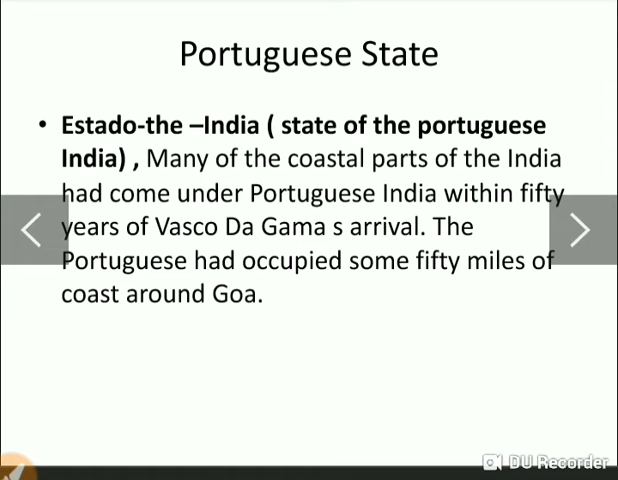 Portuguese State
• Estado-the –India ( state of the portuguese
India) , Many of the coastal parts of the India
had come under Portuguese India within fifty
years of Vasco Da Gama s arrival. The
Portuguese had occupied some fifty miles of
coast around Goa.
DU Recorder